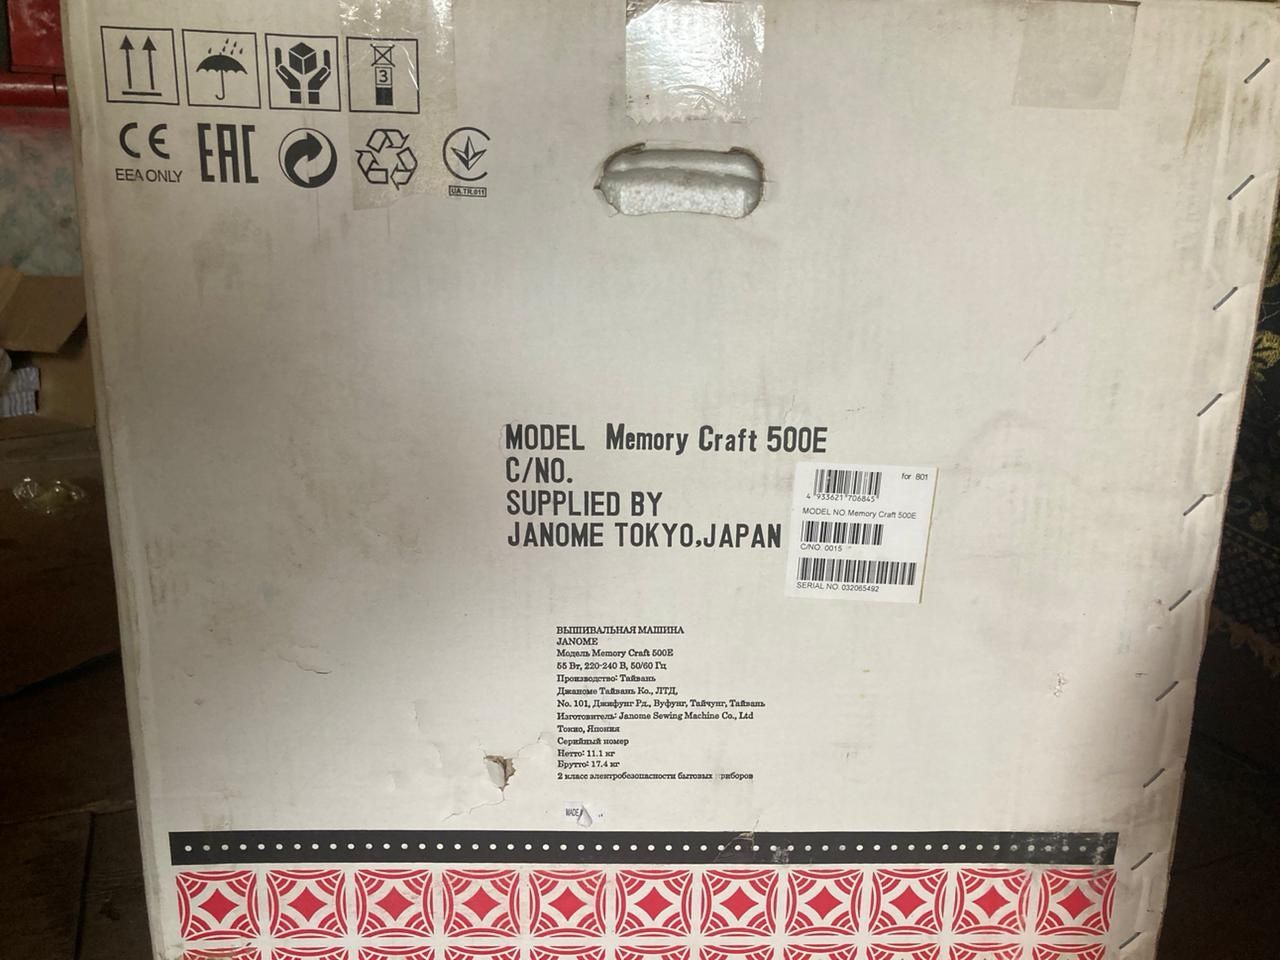 3
CE
EEA ONLY
EAC
UA.TR.011
MODEL Memory Craft 500E
C/NO.
SUPPLIED BY
JANOME TOKYO,JAPAN
for 801
4 933621 706845
MODEL NO.Memory Craft 500E
C/NO. 0015
SERIAL NO. 032065492
ВЫШИВАЛЬНАЯ МАШИНА
JANOME
Модель Memory Craft 500E
55 Вт, 220-240 В, 50/60 Гц
Производство: Тайвань
Джаноме Тайвань Ко., ЛТД,
No. 101, Джифунг Рд., Вуфунг, Тайчунг, Тайвань
Изготовитель: Janome Sewing Machine Co., Ltd
Токио, Япония
Серийный номер
Нетто: 11.1 кг
Брутто: 17.4 кг
2 класс электробезопасности бытовых приборов
MADE